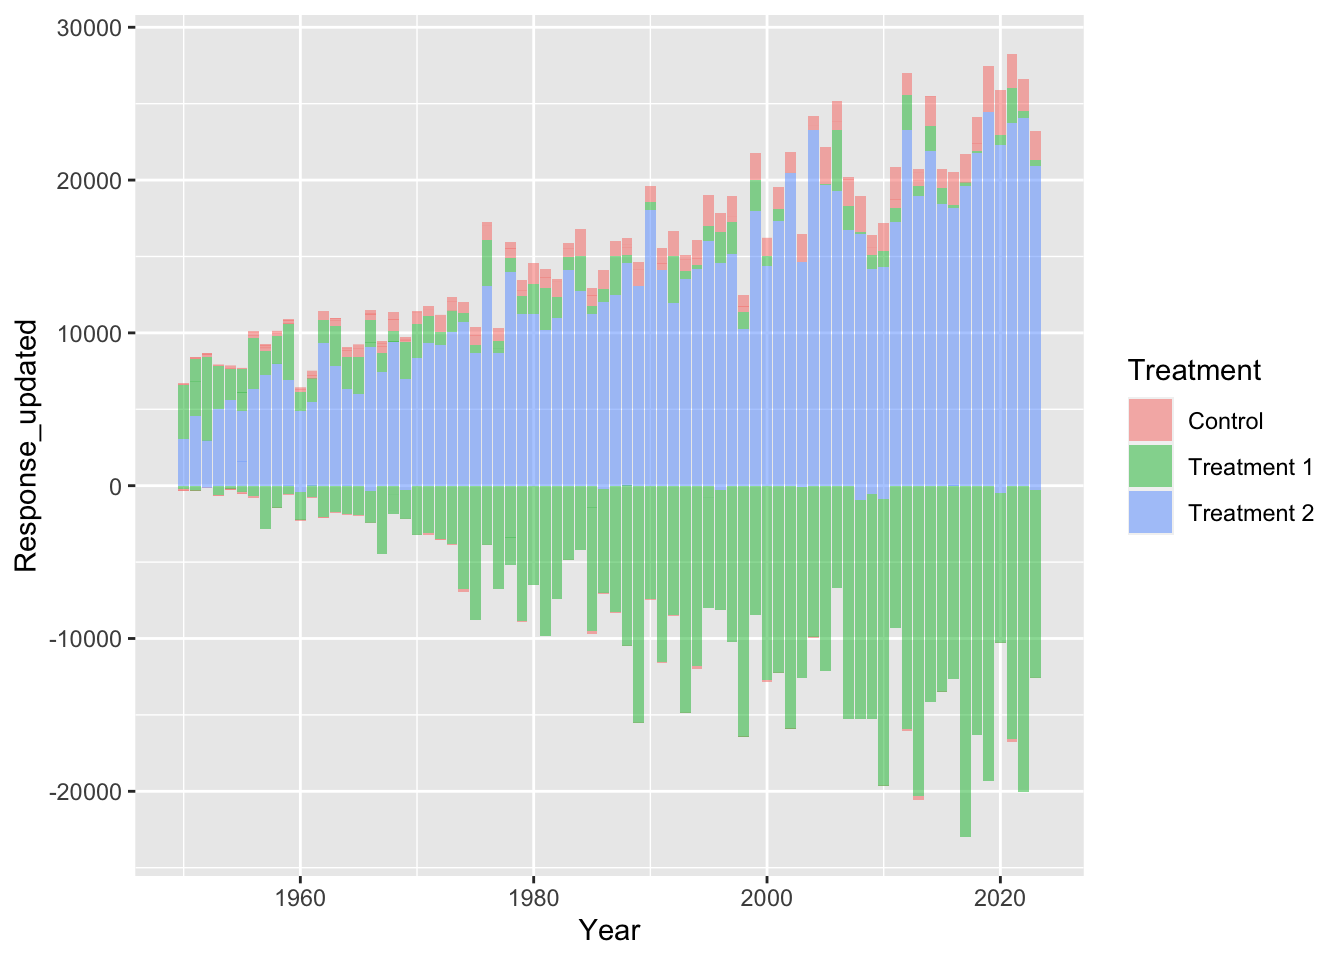 30000
20000
10000
0
-10000
-20000
Response_updated
1960
1980
2000
2020
Year
Treatment
Control
Treatment 1
Treatment 2